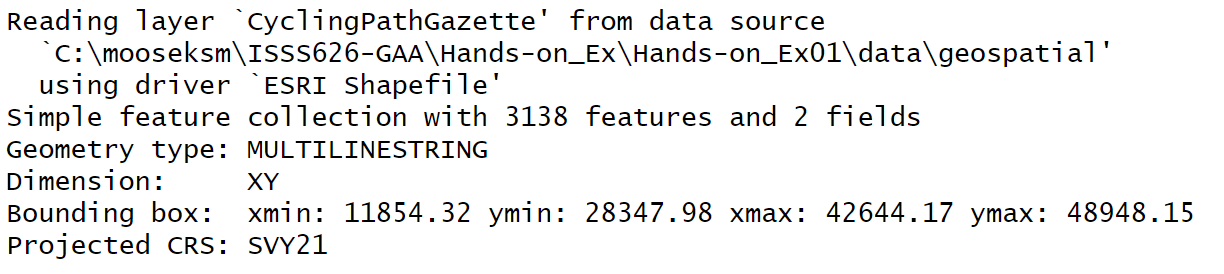 Reading layer `CyclingPathGazette' from data source
  `C:\mooseksm\ISSS626-GAA\Hands-on_Ex\Hands-on_Ex01\data\geospatial'
  using driver `ESRI Shapefile'
Simple feature collection with 3138 features and 2 fields
Geometry type: MULTILINESTRING
Dimension:     XY
Bounding box:  xmin: 11854.32 ymin: 28347.98 xmax: 42644.17 ymax: 48948.15
Projected CRS: SVY21